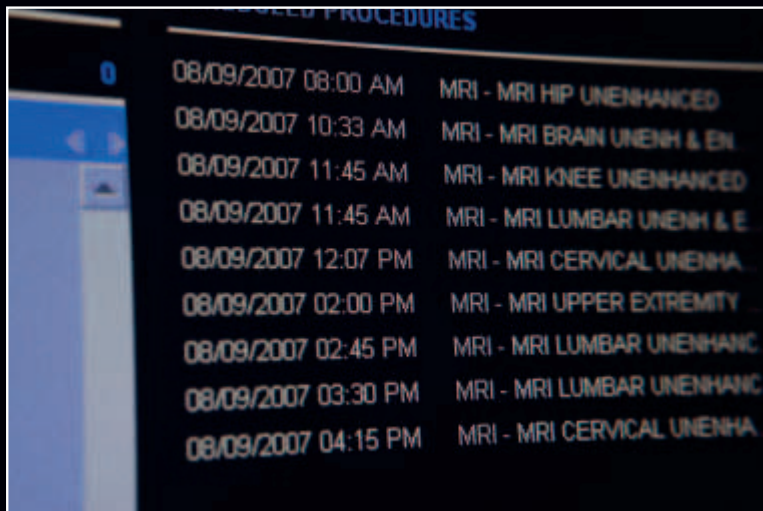 PROCEDURES
0
08/09/2007 08:00 AM MRI - MRI HIP UNENHANCED
08/09/2007 10:33 AM MRI - MRI BRAIN UNENH & EN...
08/09/2007 11:45 AM MRI - MRI KNEE UNENHANCED
08/09/2007 11:45 AM MRI - MRI LUMBAR UNENH & E...
08/09/2007 12:07 PM MRI - MRI CERVICAL UNENHA...
08/09/2007 02:00 PM MRI - MRI UPPER EXTREMITY ...
08/09/2007 02:45 PM MRI - MRI LUMBAR UNENHANC
08/09/2007 03:30 PM MRI - MRI LUMBAR UNENHANC
08/09/2007 04:15 PM MRI - MRI CERVICAL UNENHA